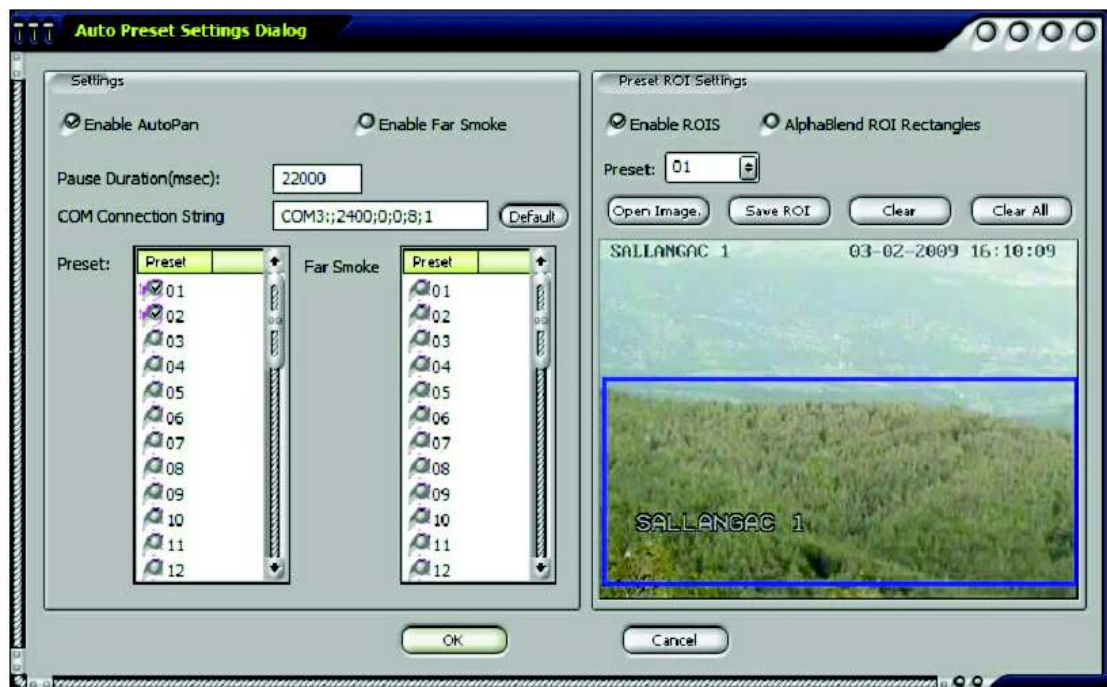 Auto Preset Settings Dialog
Settings
Enable AutoPan
Enable Far Smoke
Pause Duration(msec):
22000
COM Connection String
COM3:;2400;0;0;8;1
Default
Preset:
Preset
01
02
03
04
05
06
07
08
09
10
11
12
Far Smoke
Preset
01
02
03
04
05
06
07
08
09
10
11
12
Preset ROI Settings
Enable ROIS
AlphaBlend ROI Rectangles
Preset:
01
Open Image.
Save ROI
Clear
Clear All
SALLANGAC 1
03-02-2009 16:10:09
SALLANGAC 1
OK
Cancel